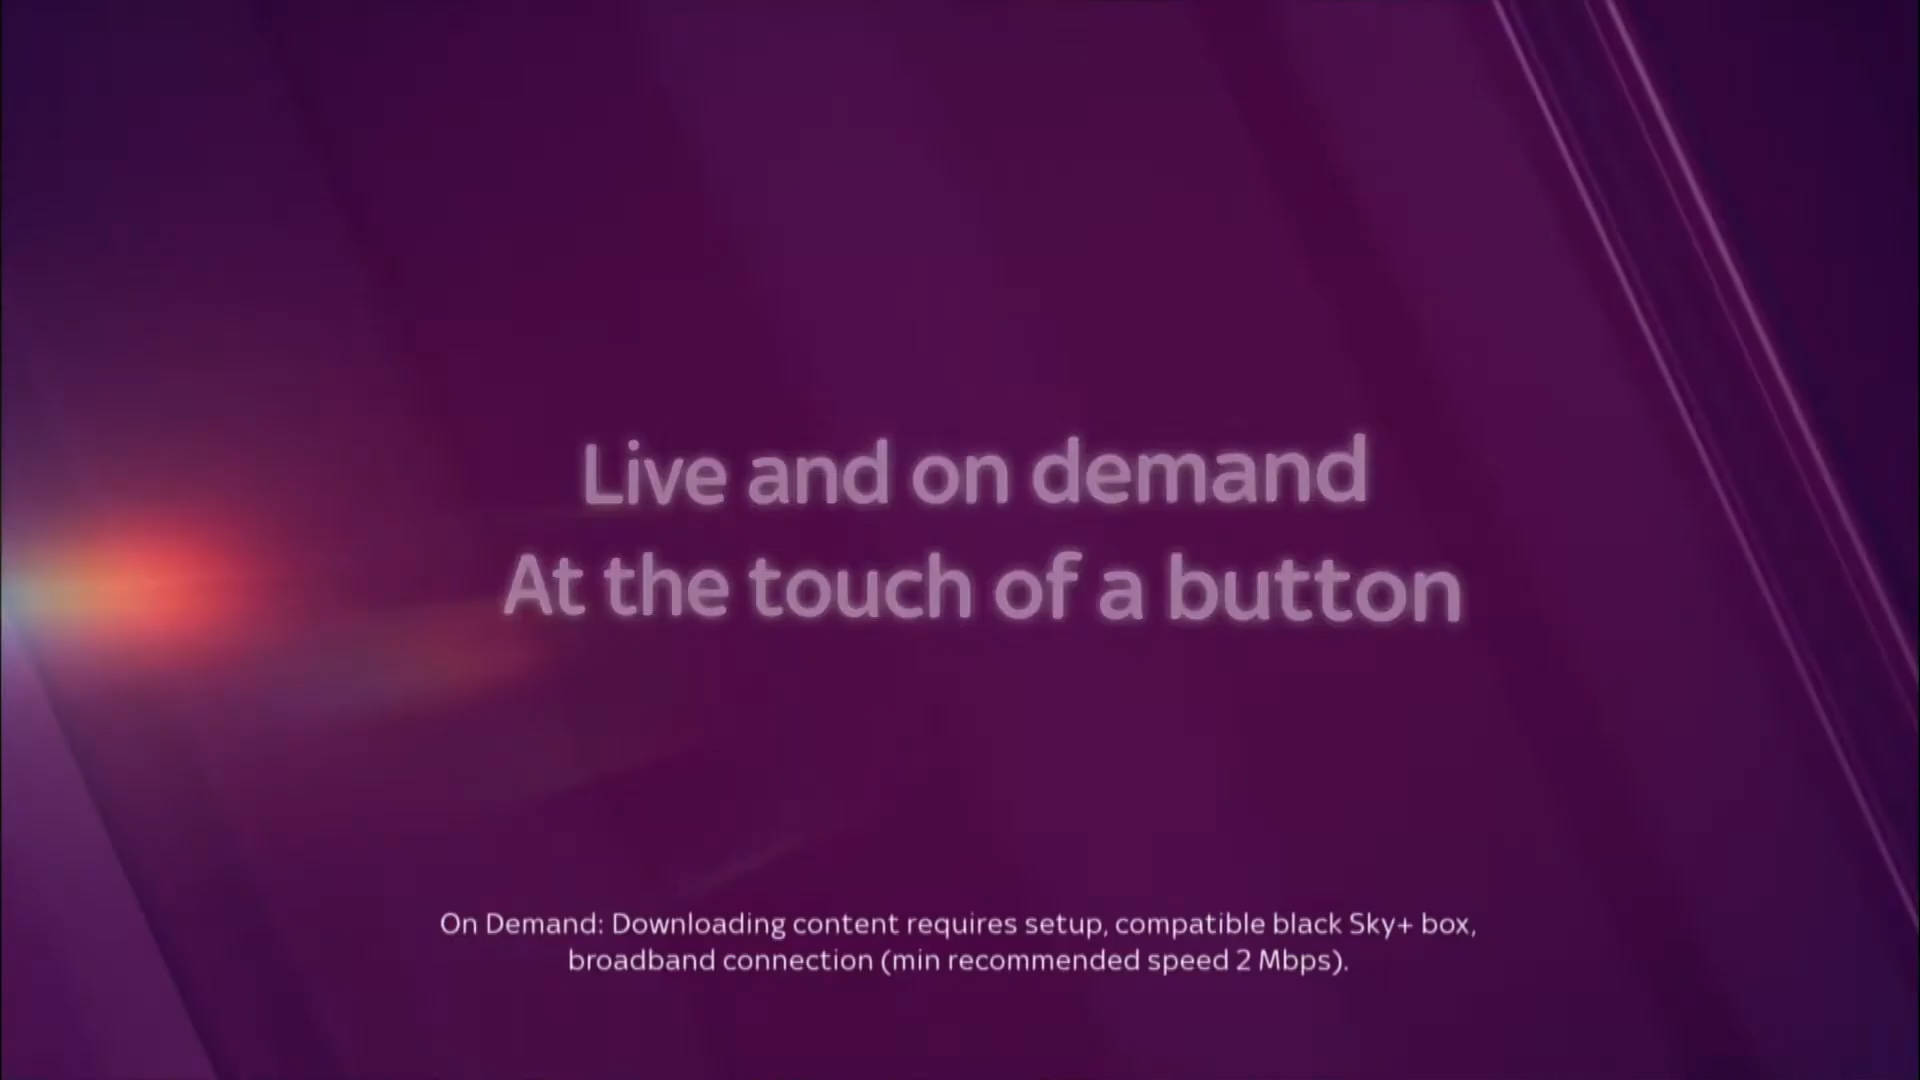 Live and on demand
At the touch of a button
On Demand: Downloading content requires setup, compatible black Sky+ box,
broadband connection (min recommended speed 2 Mbps).